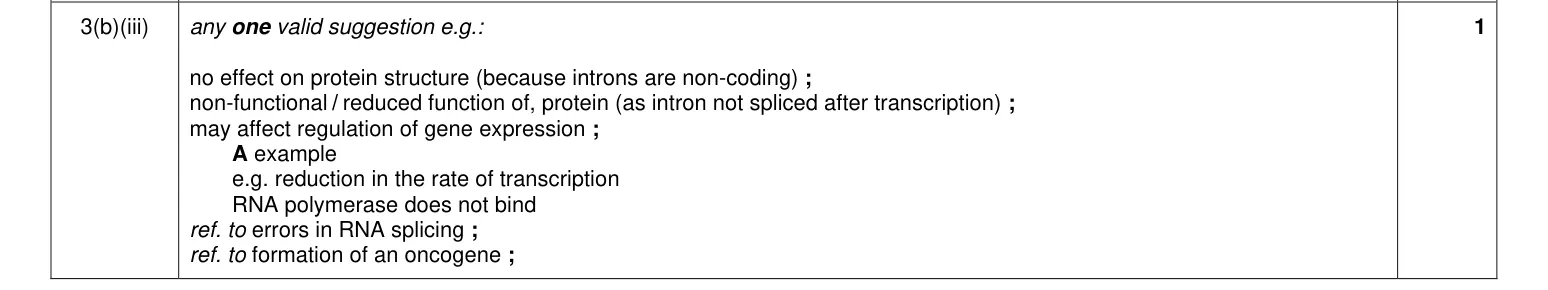 3(b)(iii) any one valid suggestion e.g.: 1
no effect on protein structure (because introns are non-coding) ;
non-functional / reduced function of, protein (as intron not spliced after transcription) ;
may affect regulation of gene expression ;
A example
e.g. reduction in the rate of transcription
RNA polymerase does not bind
ref. to errors in RNA splicing ;
ref. to formation of an oncogene ;